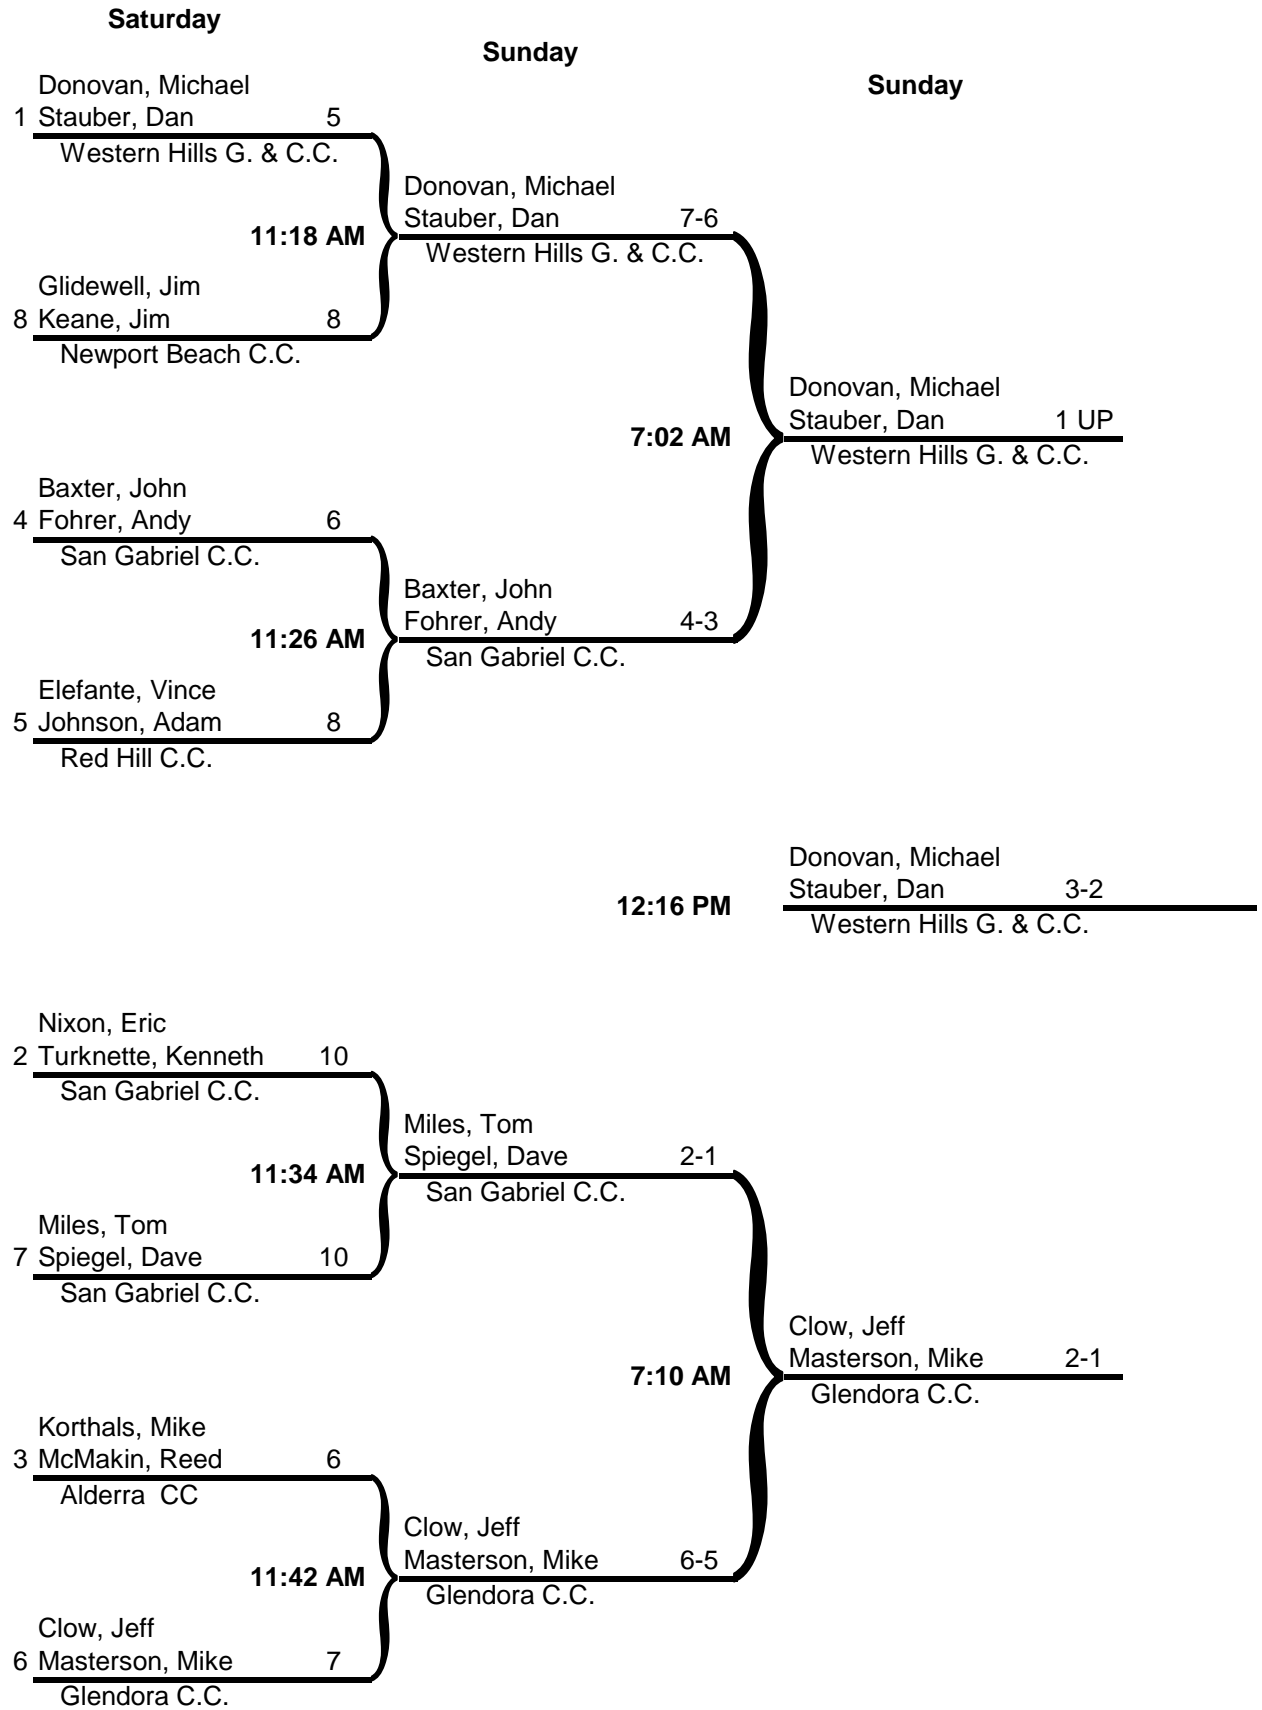 Saturday
Sunday
Sunday
Donovan, Michael
1 Stauber, Dan 5
Western Hills G. & C.C.
Donovan, Michael
Stauber, Dan 7-6
11:18 AM
Western Hills G. & C.C.
Glidewell, Jim
8 Keane, Jim 8
Newport Beach C.C.
Donovan, Michael
Stauber, Dan 1 UP
7:02 AM
Western Hills G. & C.C.
Baxter, John
4 Fohrer, Andy 6
San Gabriel C.C.
Baxter, John
Fohrer, Andy 4-3
11:26 AM
San Gabriel C.C.
Elefante, Vince
5 Johnson, Adam 8
Red Hill C.C.
Donovan, Michael
Stauber, Dan 3-2
12:16 PM
Western Hills G. & C.C.
Nixon, Eric
2 Turknette, Kenneth 10
San Gabriel C.C.
Miles, Tom
Spiegel, Dave 2-1
11:34 AM
San Gabriel C.C.
Miles, Tom
7 Spiegel, Dave 10
San Gabriel C.C.
Clow, Jeff
Masterson, Mike 2-1
7:10 AM
Glendora C.C.
Korthals, Mike
3 McMakin, Reed 6
Alderra CC
Clow, Jeff
Masterson, Mike 6-5
11:42 AM
Glendora C.C.
Clow, Jeff
6 Masterson, Mike 7
Glendora C.C.